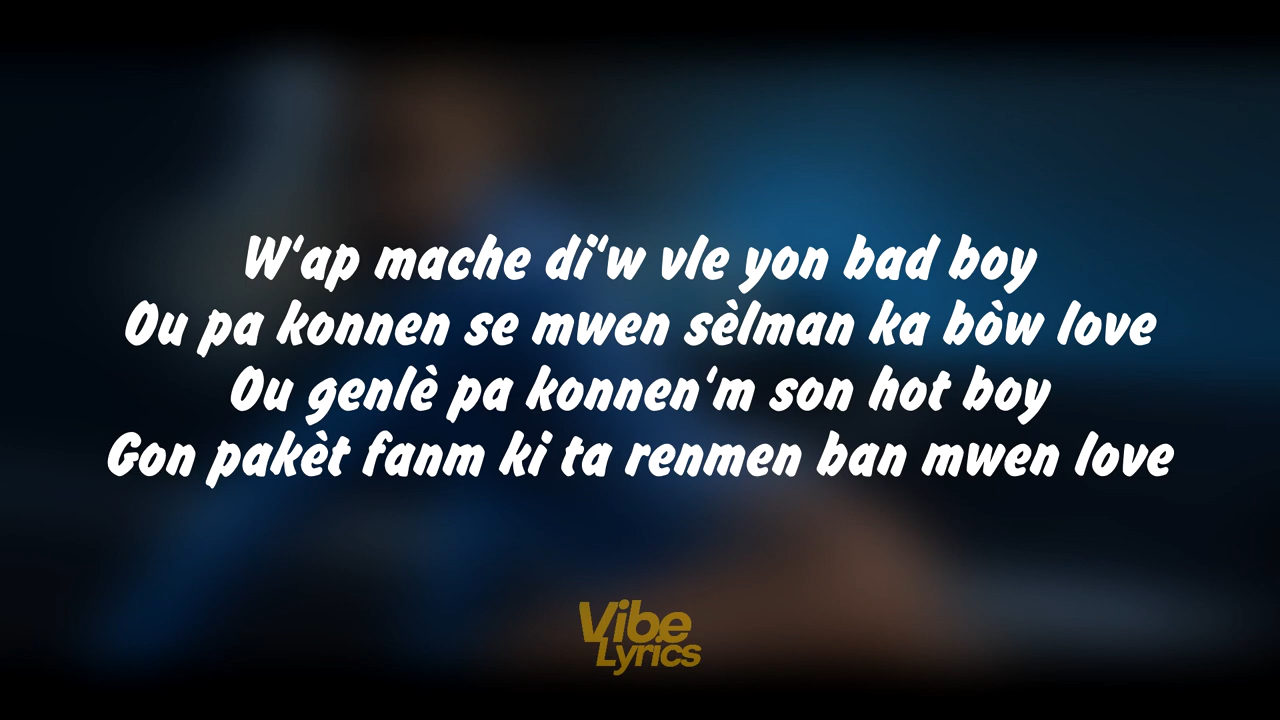 W'ap mache di'w vle yon bad boy
Ou pa konnen se mwen sèlman ka bòw love
Ou genlè pa konnen'm son hot boy
Gon pakèt fanm ki ta renmen ban mwen love
Vibe
Lyrics